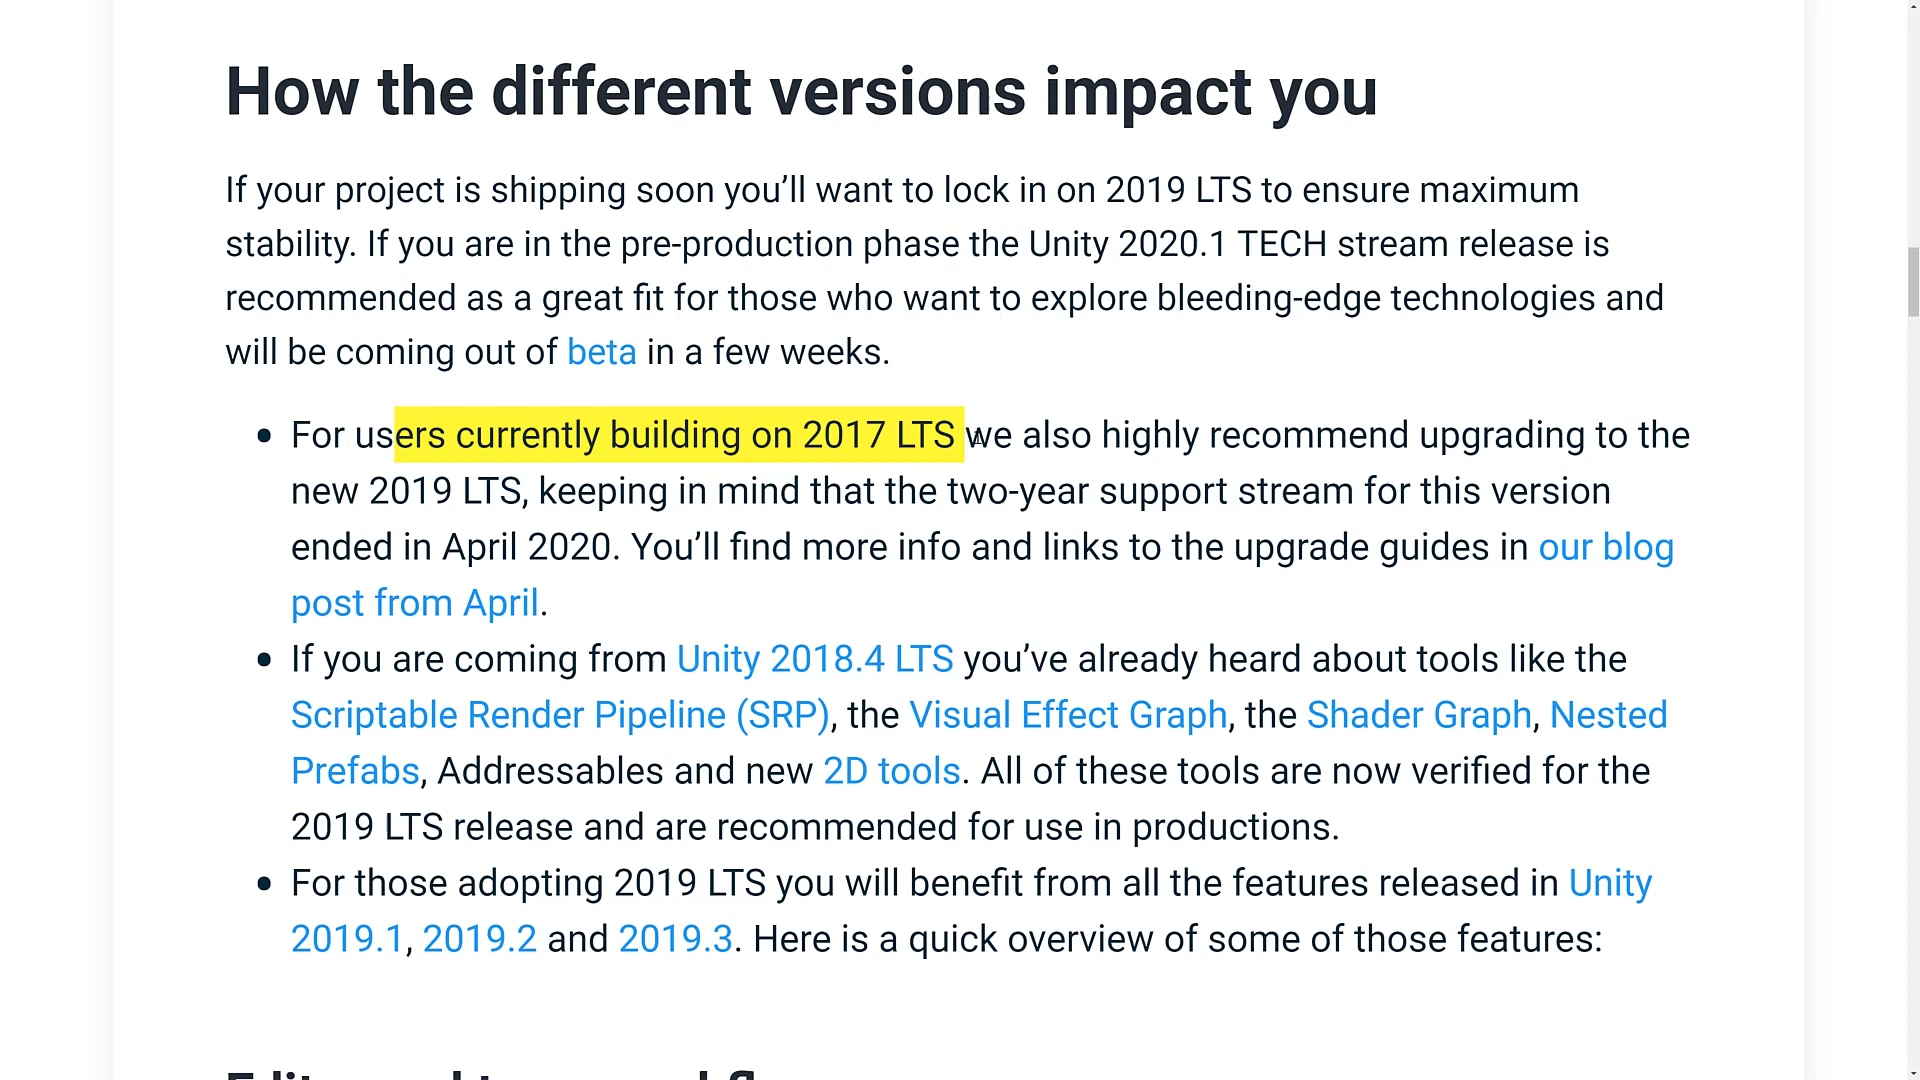 How the different versions impact you
If your project is shipping soon you’ll want to lock in on 2019 LTS to ensure maximum
stability. If you are in the pre-production phase the Unity 2020.1 TECH stream release is
recommended as a great fit for those who want to explore bleeding-edge technologies and
will be coming out of beta in a few weeks.
• For users currently building on 2017 LTS we also highly recommend upgrading to the
new 2019 LTS, keeping in mind that the two-year support stream for this version
ended in April 2020. You’ll find more info and links to the upgrade guides in our blog
post from April.
• If you are coming from Unity 2018.4 LTS you’ve already heard about tools like the
Scriptable Render Pipeline (SRP), the Visual Effect Graph, the Shader Graph, Nested
Prefabs, Addressables and new 2D tools. All of these tools are now verified for the
2019 LTS release and are recommended for use in productions.
• For those adopting 2019 LTS you will benefit from all the features released in Unity
2019.1, 2019.2 and 2019.3. Here is a quick overview of some of those features: